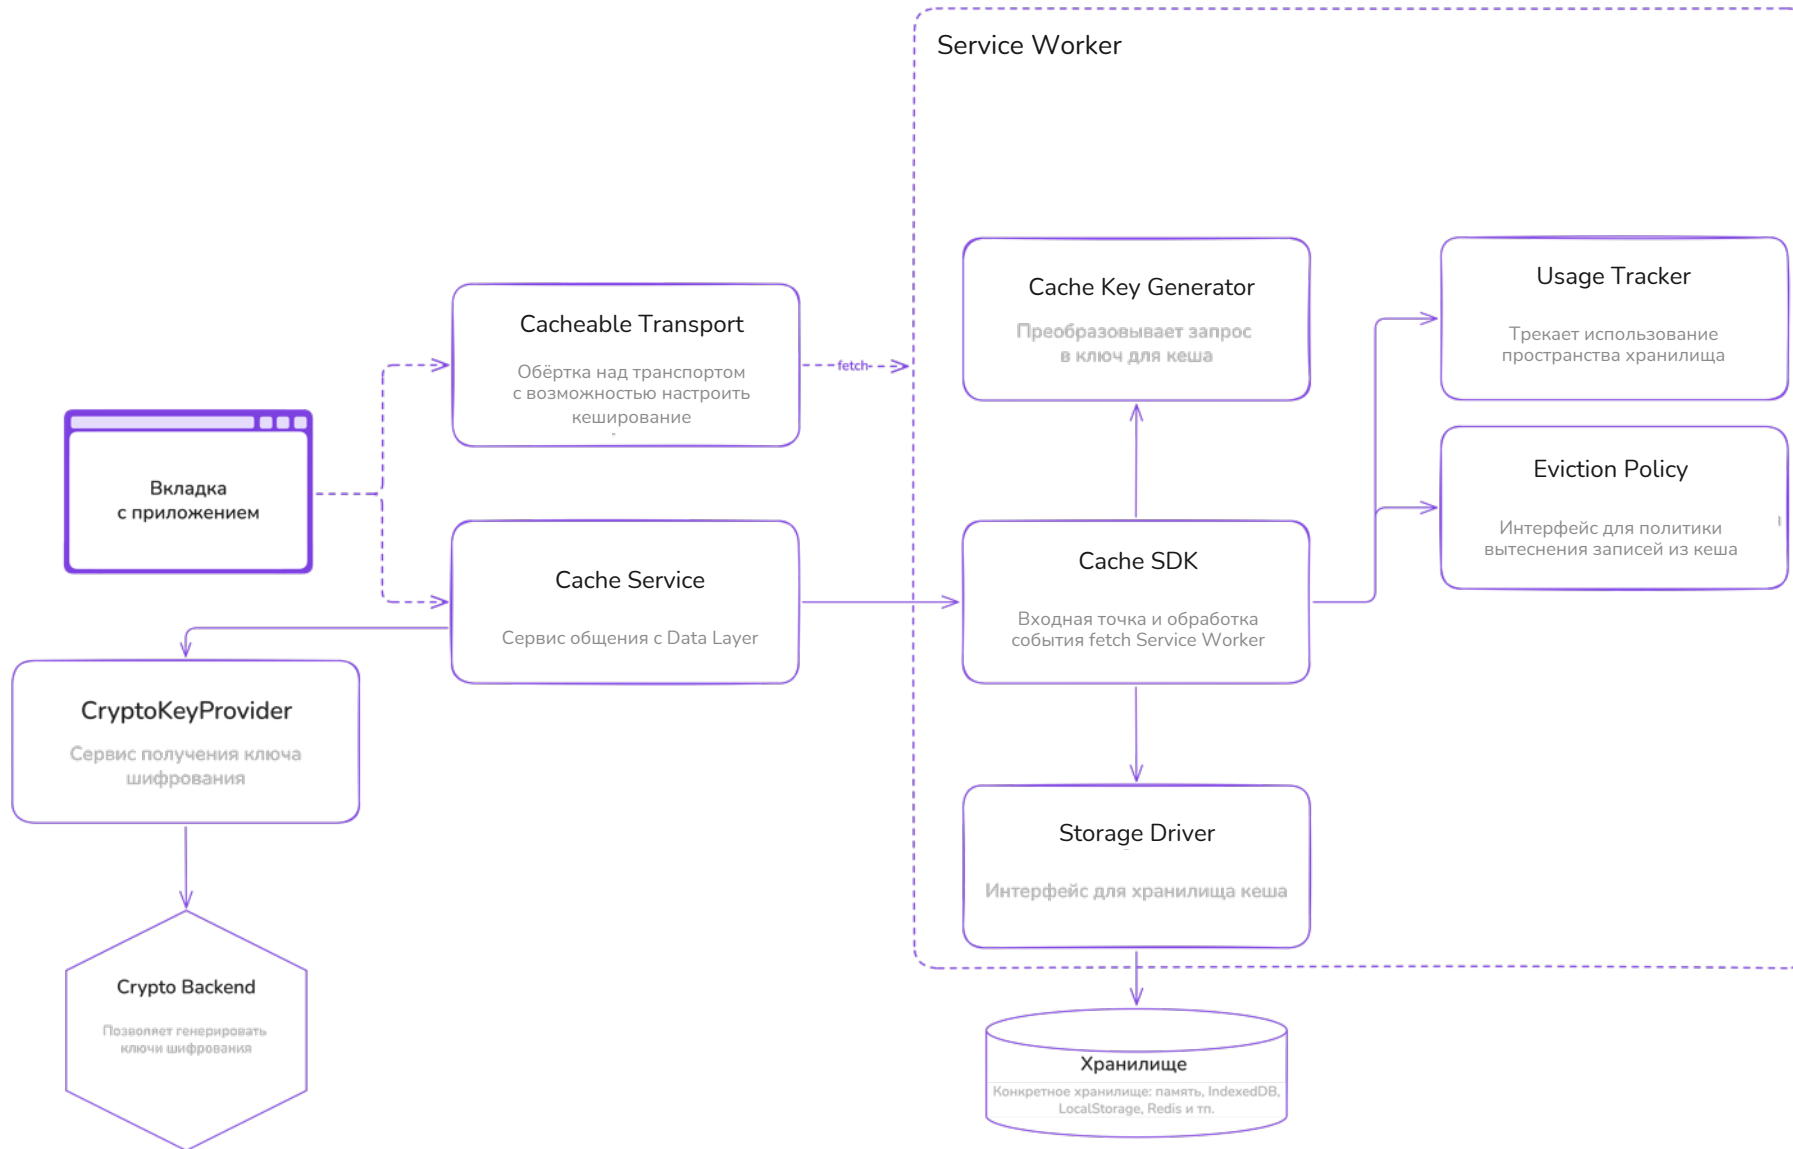 Service Worker
Cache Key Generator
Преобразовывает запрос
в ключ для кеша
Usage Tracker
Трекает использование
пространства хранилища
Cacheable Transport
Обёртка над транспортом
с возможностью настроить
кеширование
fetch
Eviction Policy
Интерфейс для политики
вытеснения записей из кеша
Вкладка
с приложением
Cache Service
Сервис общения с Data Layer
Cache SDK
Входная точка и обработка
события fetch Service Worker
CryptoKeyProvider
Сервис получения ключа
шифрования
Storage Driver
Интерфейс для хранилища кеша
Crypto Backend
Позволяет генерировать
ключи шифрования
Хранилище
Конкретное хранилище: память, IndexedDB,
LocalStorage, Redis и тп.